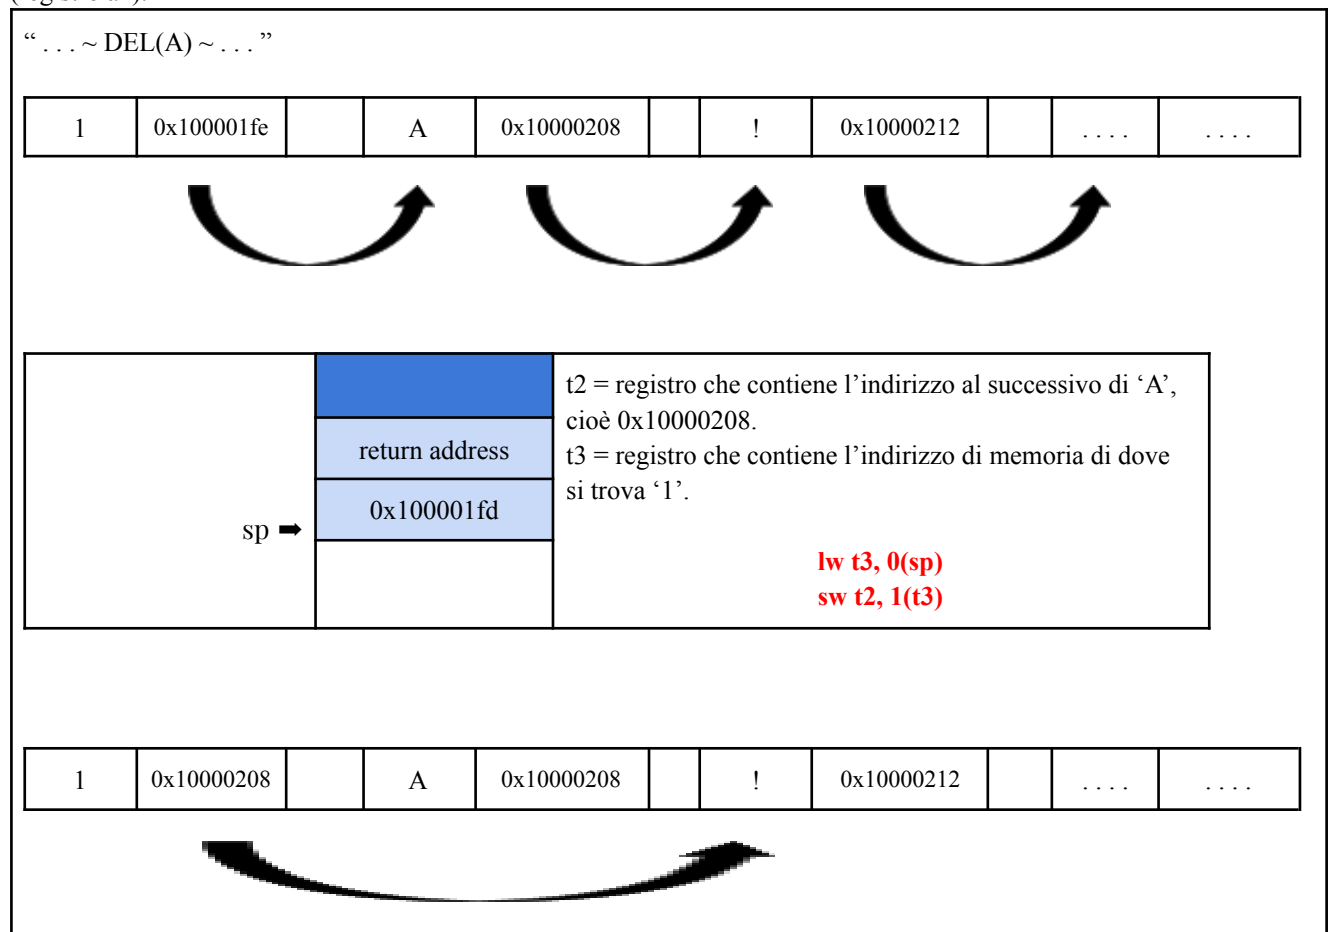 “ . . . ~ DEL(A) ~ . . . ”
1 0x100001fe A 0x10000208 ! 0x10000212 . . . . . . . .
t2 = registro che contiene l’indirizzo al successivo di ‘A’,
cioè 0x10000208.
return address
t3 = registro che contiene l’indirizzo di memoria di dove
si trova ‘1’.
0x100001fd
sp ➡
lw t3, 0(sp)
sw t2, 1(t3)
1 0x10000208 A 0x10000208 ! 0x10000212 . . . . . . . .